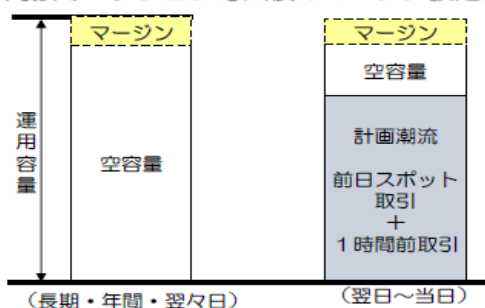 マージン
空容量
運用容量
マージン
空容量
計画潮流
前日スポット
取引
+
1時間前取引
(長期・年間・翌々日)
(翌日~当日)